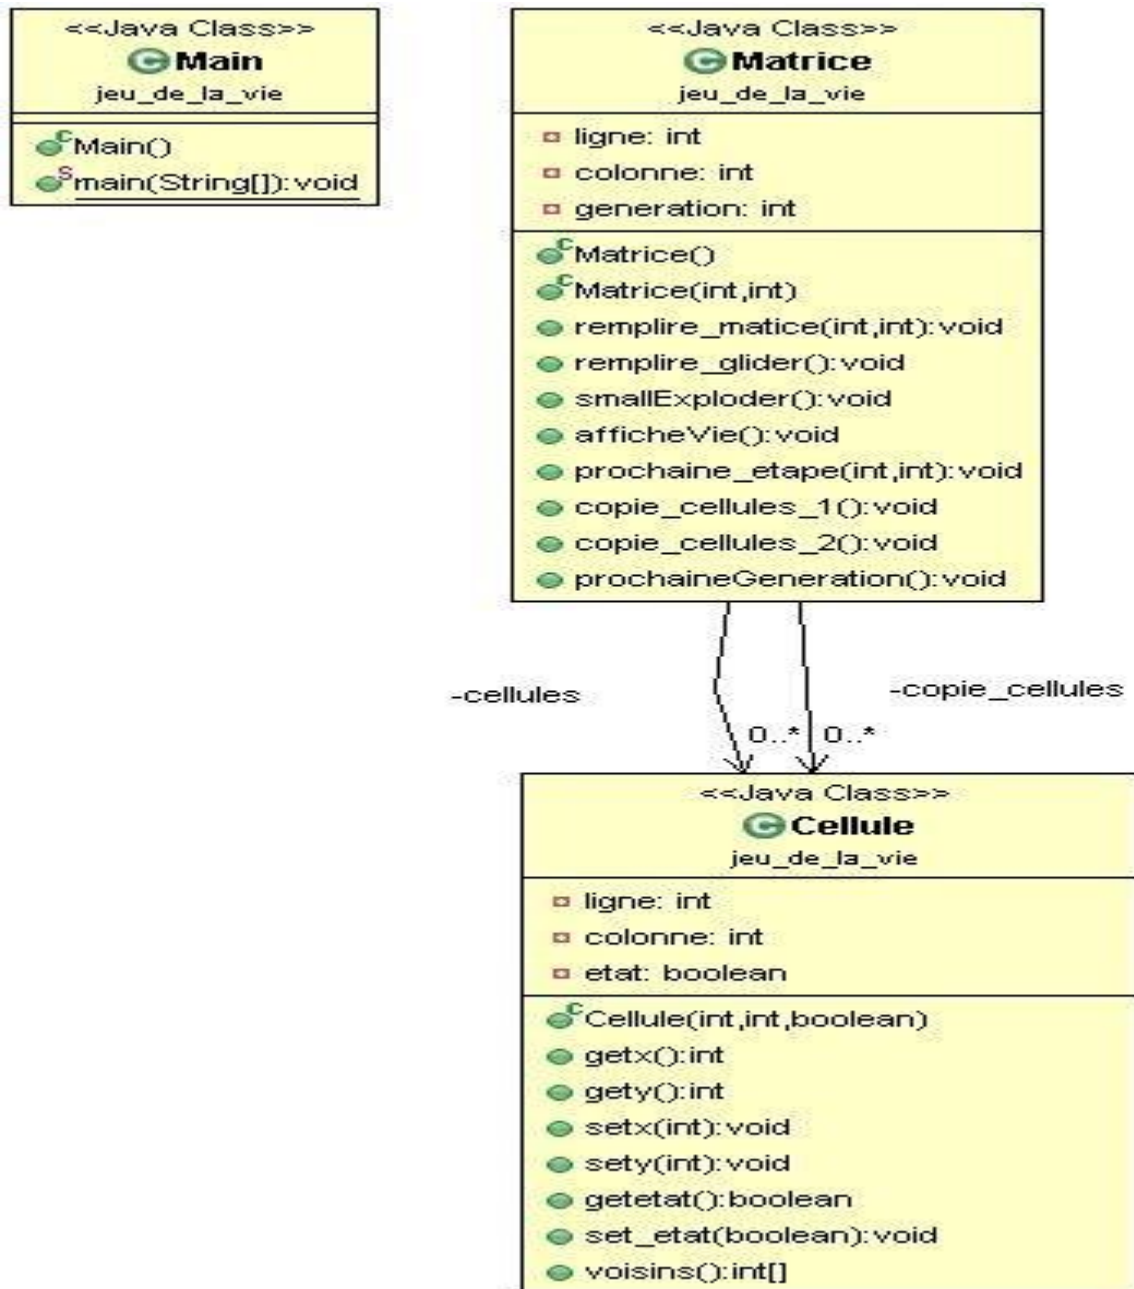 <<Java Class>>
Main
jeu_de_la_vie
Main()
main(String[]):void
<<Java Class>>
Matrice
jeu_de_la_vie
ligne: int
colonne: int
generation: int
Matrice()
Matrice(int,int)
remplire_matice(int,int):void
remplire_glider():void
smallExploder():void
afficheVie():void
prochaine_etape(int,int):void
copie_cellules_1():void
copie_cellules_2():void
prochaineGeneration():void
-cellules
-copie_cellules
0..* 0..*
<<Java Class>>
Cellule
jeu_de_la_vie
ligne: int
colonne: int
etat: boolean
Cellule(int,int,boolean)
getx():int
gety():int
setx(int):void
sety(int):void
getetat():boolean
set_etat(boolean):void
voisins():int[]